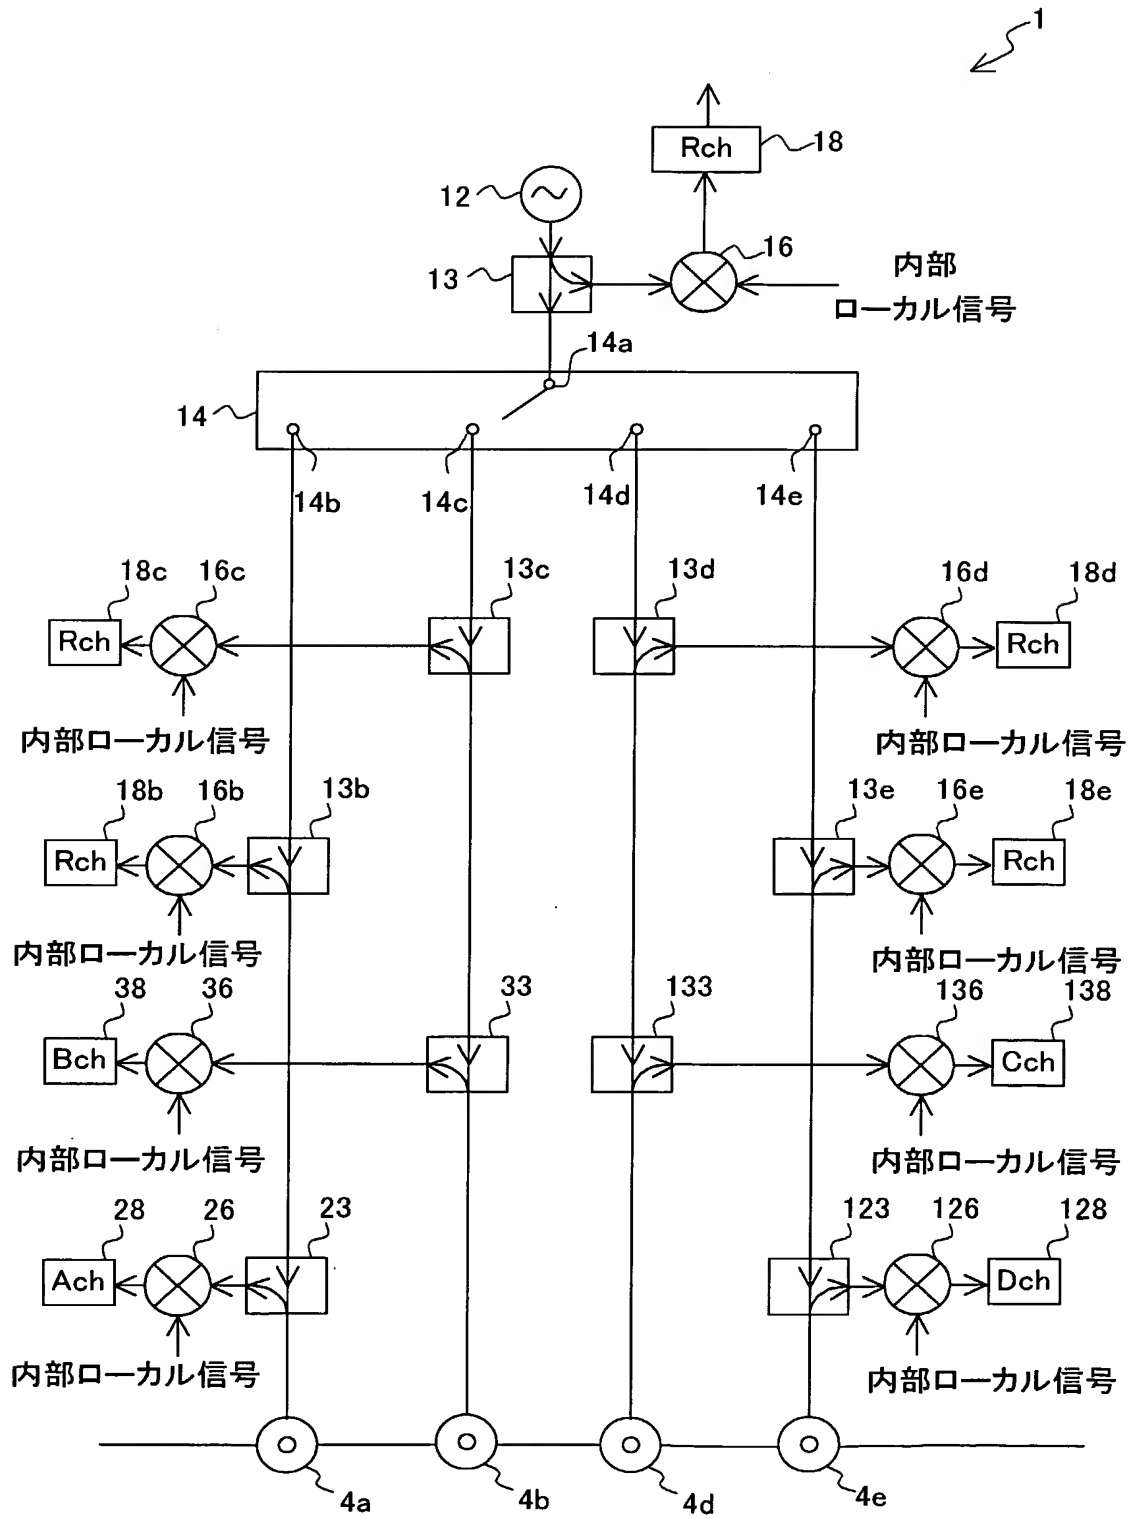 1
Rch
18
12
16
13
内部
ローカル信号
14a
14
14b
14c
14d
14e
18c
16c
13c
13d
16d
18d
Rch
Rch
内部ローカル信号
内部ローカル信号
18b
16b
13b
13e
16e
18e
Rch
Rch
内部ローカル信号
内部ローカル信号
38
36
33
133
136
138
Bch
Cch
内部ローカル信号
内部ローカル信号
28
26
23
123
126
128
Ach
Dch
内部ローカル信号
内部ローカル信号
4a
4b
4d
4e